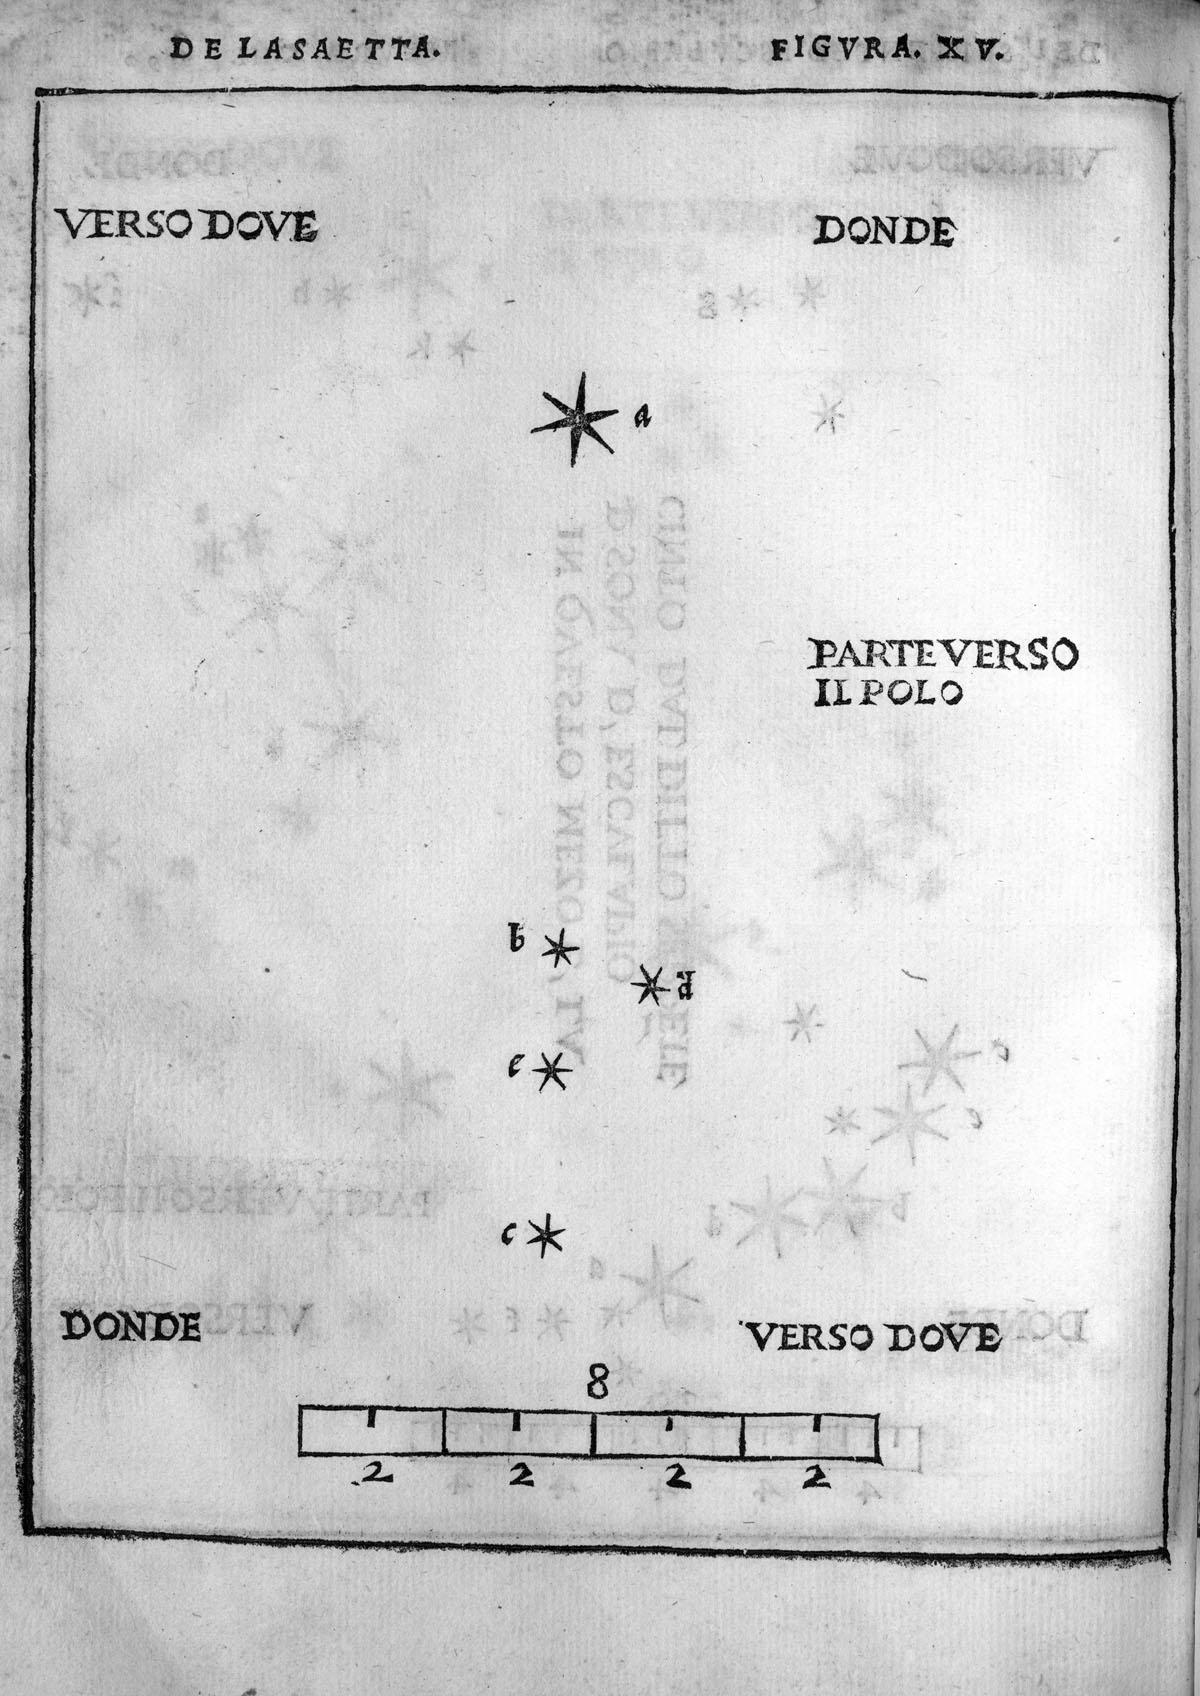 DE LA SAETTA. FIGVRA. XV.
VERSO DOVE DONDE
a
PARTE VERSO
IL POLO
b
e
c
DONDE VERSO DOVE
8
2 2 2 2